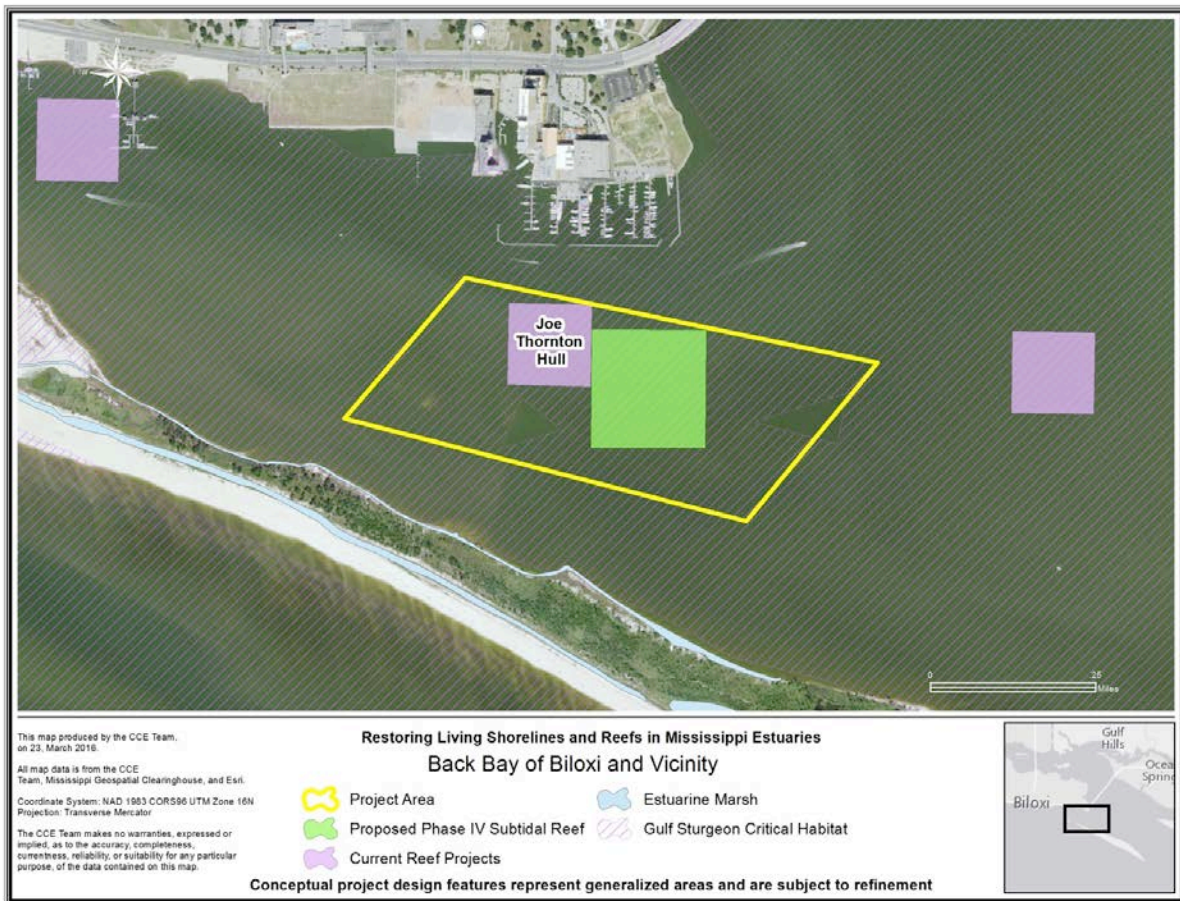 Joe
Thornton
Hull
0 .25
Miles
This map produced by the CCE Team.
on 23, March 2016.
All map data is from the CCE
Team, Mississippi Geospatial Clearinghouse, and Esri.
Coordinate System: NAD 1983 CORS96 UTM Zone 16N
Projection: Transverse Mercator
The CCE Team makes no warranties, expressed or
implied, as to the accuracy, completeness,
currentness, reliability, or suitability for any particular
purpose, of the data contained on this map.
Restoring Living Shorelines and Reefs in Mississippi Estuaries
Back Bay of Biloxi and Vicinity
Project Area
Proposed Phase IV Subtidal Reef
Current Reef Projects
Estuarine Marsh
Gulf Sturgeon Critical Habitat
Conceptual project design features represent generalized areas and are subject to refinement
Gulf
Hills
Ocea
Spring
Biloxi